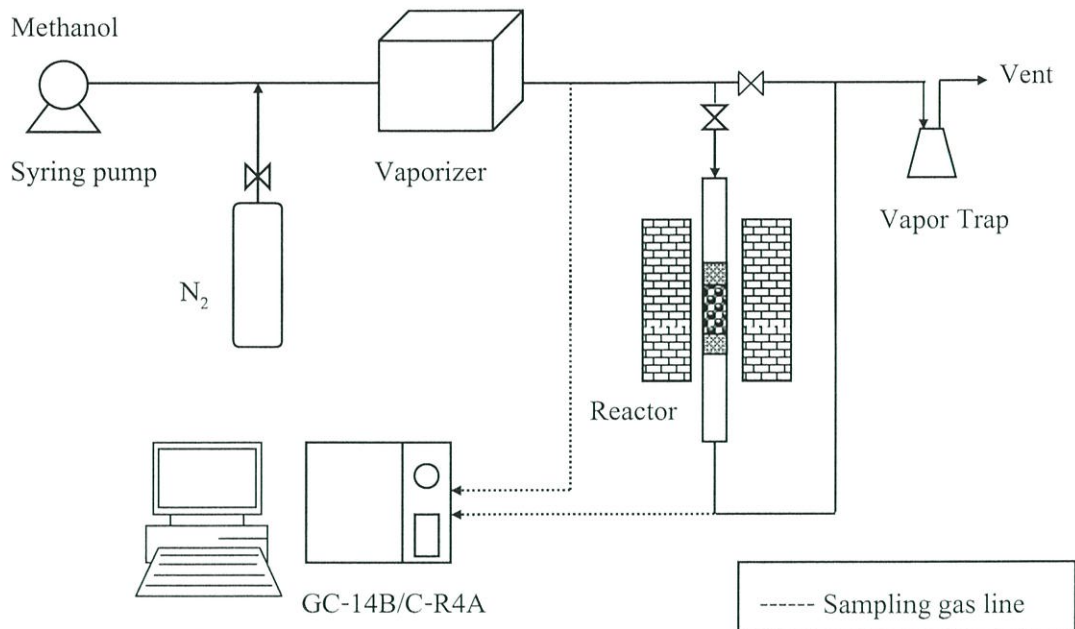 Methanol
Vent
Syring pump
Vaporizer
Vapor Trap
N₂
Reactor
GC-14B/C-R4A
Sampling gas line